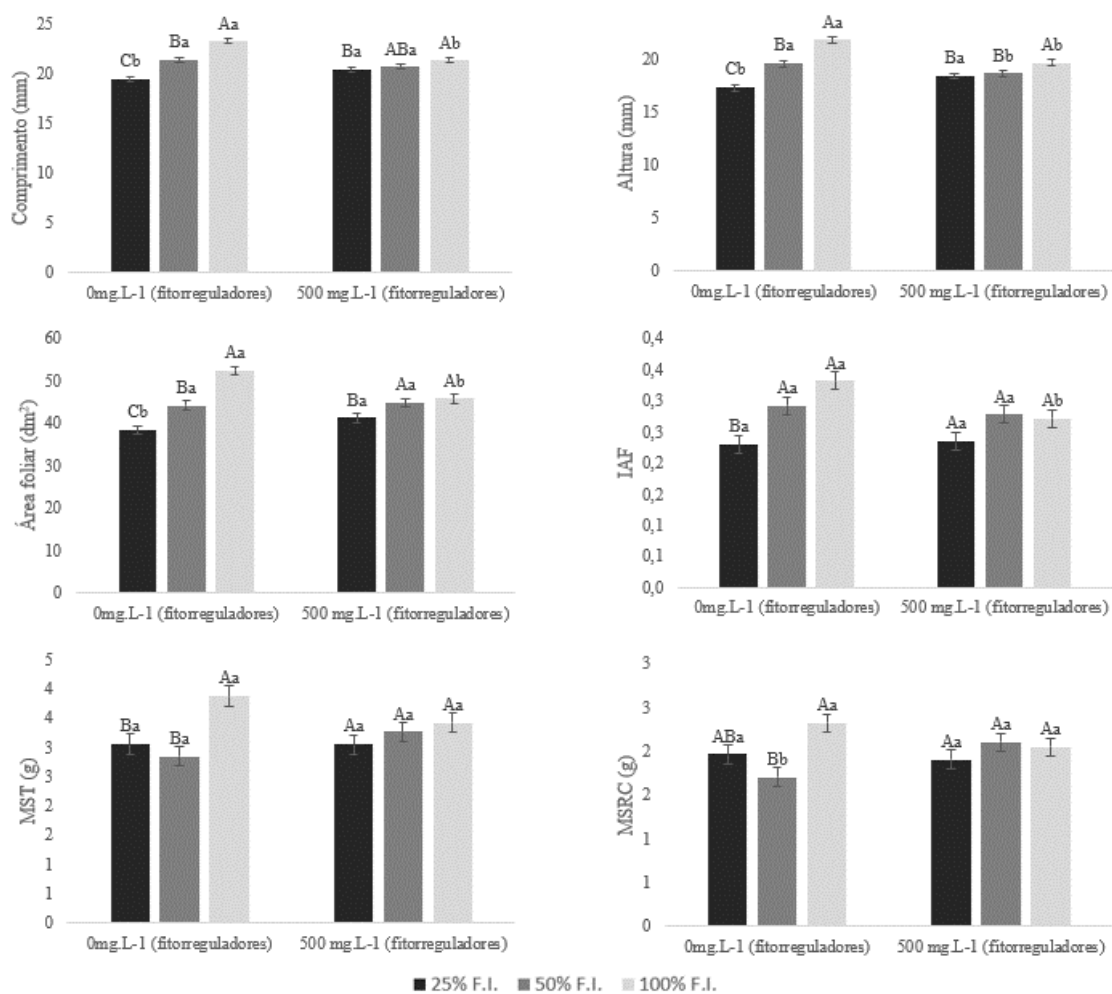 Comprimento (mm)
25
20
15
10
5
0
Cb
Ba
Aa
Ba
ABa
Ab
0mg.L-1 (fitorreguladores)
500 mg.L-1 (fitorreguladores)
Altura (mm)
20
15
10
5
0
Cb
Ba
Aa
Ba
Bb
Ab
0mg.L-1 (fitorreguladores)
500 mg.L-1 (fitorreguladores)
Área foliar (dm²)
60
50
40
30
20
10
0
Cb
Ba
Aa
Ba
Aa
Ab
0mg.L-1 (fitorreguladores)
500 mg.L-1 (fitorreguladores)
IAF
0,4
0,4
0,3
0,3
0,2
0,2
0,1
0,1
0,0
Ba
Aa
Aa
Aa
Aa
Ab
0mg.L-1 (fitorreguladores)
500 mg.L-1 (fitorreguladores)
MST (g)
5
4
4
3
3
2
2
1
1
0
Ba
Ba
Aa
Aa
Aa
Aa
0mg.L-1 (fitorreguladores)
500 mg.L-1 (fitorreguladores)
MSRC (g)
3
3
2
2
1
1
0
ABa
Bb
Aa
Aa
Aa
Aa
0mg.L-1 (fitorreguladores)
500 mg.L-1 (fitorreguladores)
25% F.I. 50% F.I. 100% F.I.